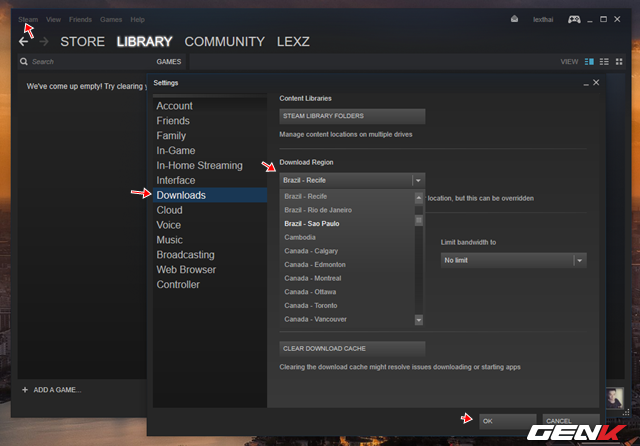 Steam View Friends Games Help
lexthai
STORE LIBRARY COMMUNITY LEXZ
Search GAMES VIEW
We've come up empty! Try clearing
Settings
Account
Friends
Family
In-Game
In-Home Streaming
Interface
Downloads
Cloud
Voice
Music
Broadcasting
Web Browser
Controller
Content Libraries
STEAM LIBRARY FOLDERS
Manage content locations on multiple drives
Download Region
Brazil - Recife
Brazil - Recife
Brazil - Rio de Janeiro
Brazil - Sao Paulo
Cambodia
Canada - Calgary
Canada - Edmonton
Canada - Montreal
Canada - Ottawa
Canada - Toronto
Canada - Vancouver
location, but this can be overridden
Limit bandwidth to
No limit
CLEAR DOWNLOAD CACHE
Clearing the download cache might resolve issues downloading or starting apps
+ ADD A GAME...
OK CANCEL
GENK